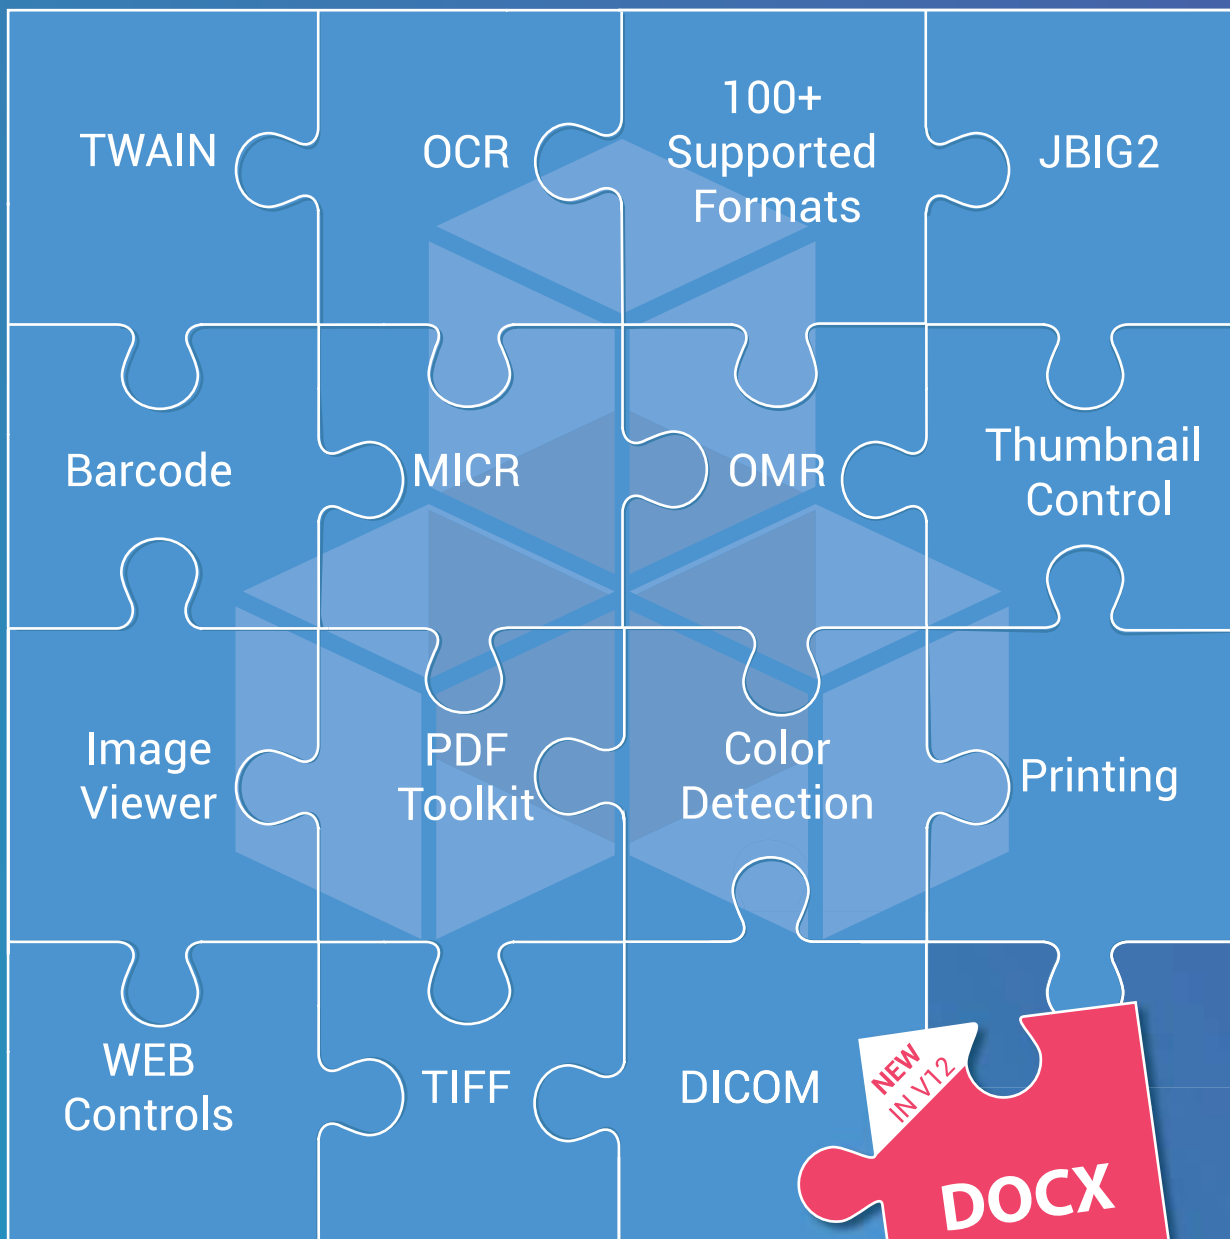 TWAIN
OCR
100+
Supported
Formats
JBIG2
Barcode
MICR
OMR
Thumbnail
Control
Image
Viewer
PDF
Toolkit
Color
Detection
Printing
WEB
Controls
TIFF
DICOM
NEW
IN V12
DOCX